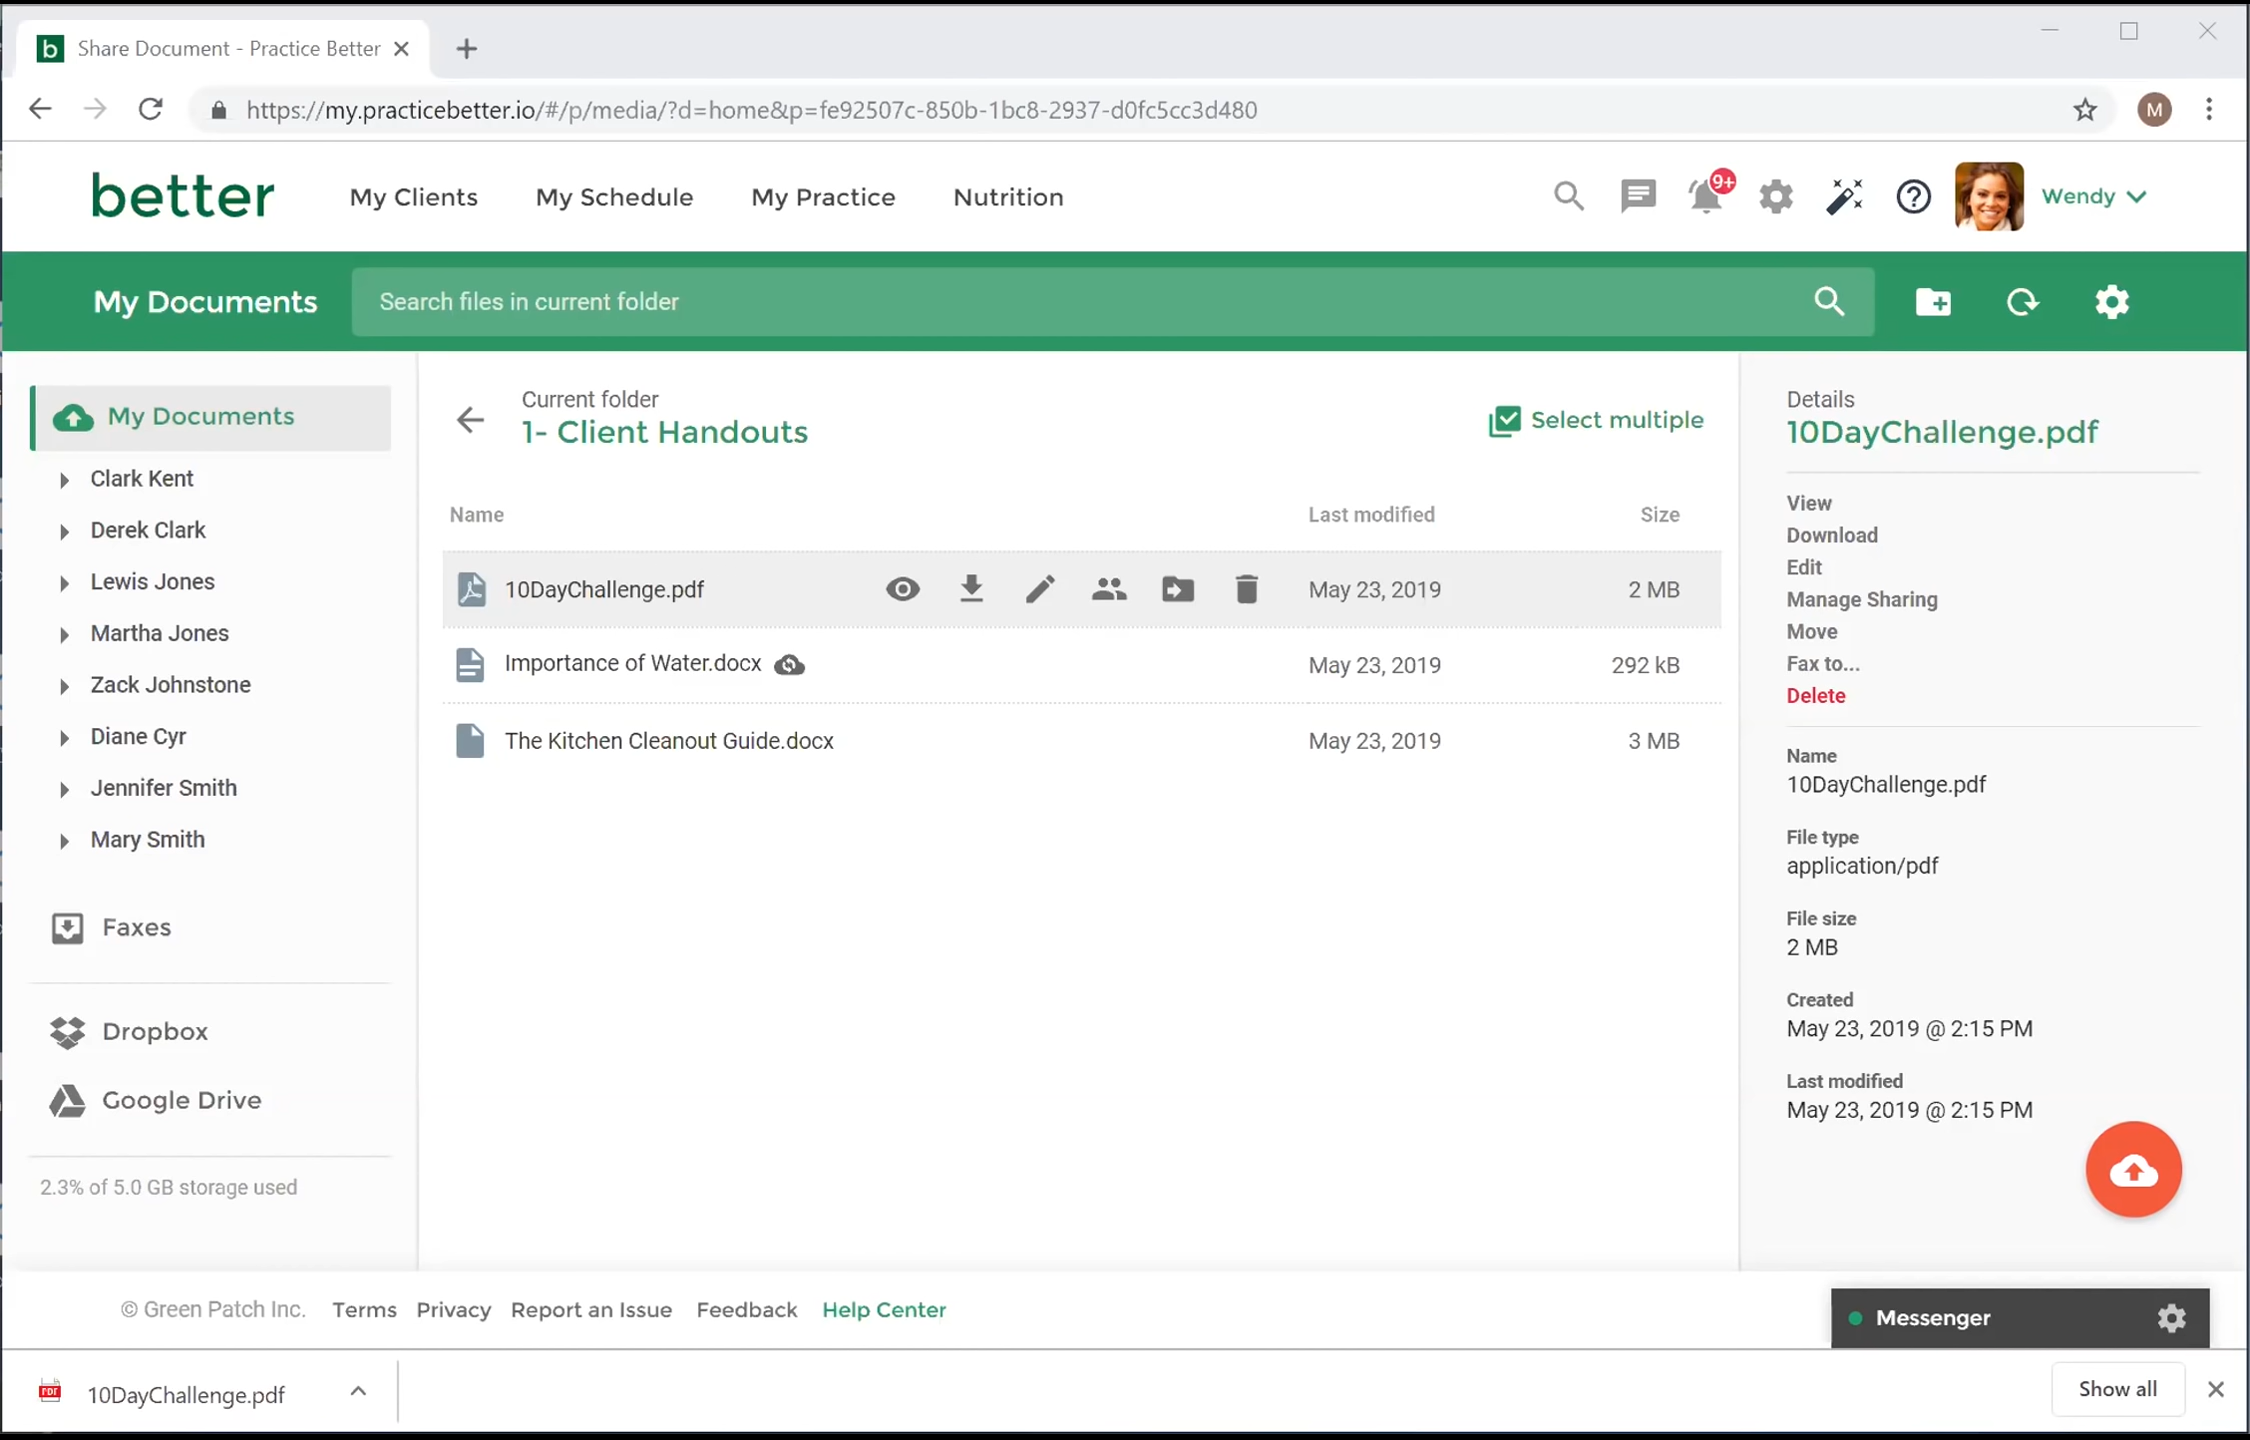 b Share Document - Practice Better
https://my.practicebetter.io/#/p/media/?d=home&p=fe92507c-850b-1bc8-2937-d0fc5cc3d480
M
better My Clients My Schedule My Practice Nutrition 9+ Wendy
My Documents Search files in current folder
My Documents
Clark Kent
Derek Clark
Lewis Jones
Martha Jones
Zack Johnstone
Diane Cyr
Jennifer Smith
Mary Smith
Faxes
Dropbox
Google Drive
2.3% of 5.0 GB storage used
Current folder
1- Client Handouts
Select multiple
Name Last modified Size
10DayChallenge.pdf May 23, 2019 2 MB
Importance of Water.docx May 23, 2019 292 kB
The Kitchen Cleanout Guide.docx May 23, 2019 3 MB
Details
10DayChallenge.pdf
View
Download
Edit
Manage Sharing
Move
Fax to...
Delete
Name
10DayChallenge.pdf
File type
application/pdf
File size
2 MB
Created
May 23, 2019 @ 2:15 PM
Last modified
May 23, 2019 @ 2:15 PM
© Green Patch Inc. Terms Privacy Report an Issue Feedback Help Center
Messenger
PDF 10DayChallenge.pdf Show all